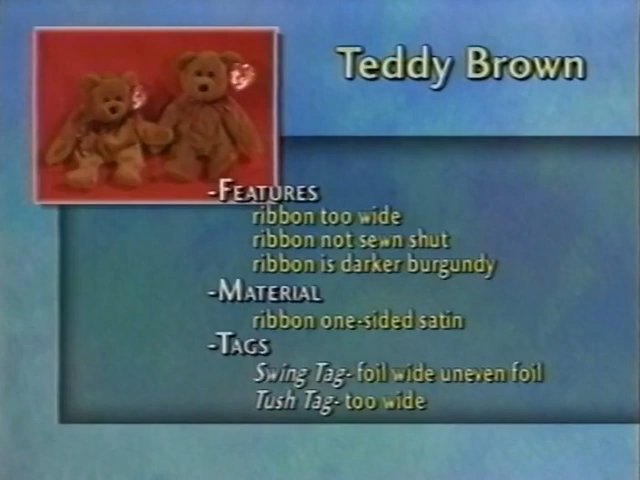 Teddy Brown
-FEATURES
ribbon too wide
ribbon not sewn shut
ribbon is darker burgundy
-MATERIAL
ribbon one-sided satin
-TAGS
Swing Tag- foil wide uneven foil
Tush Tag- too wide